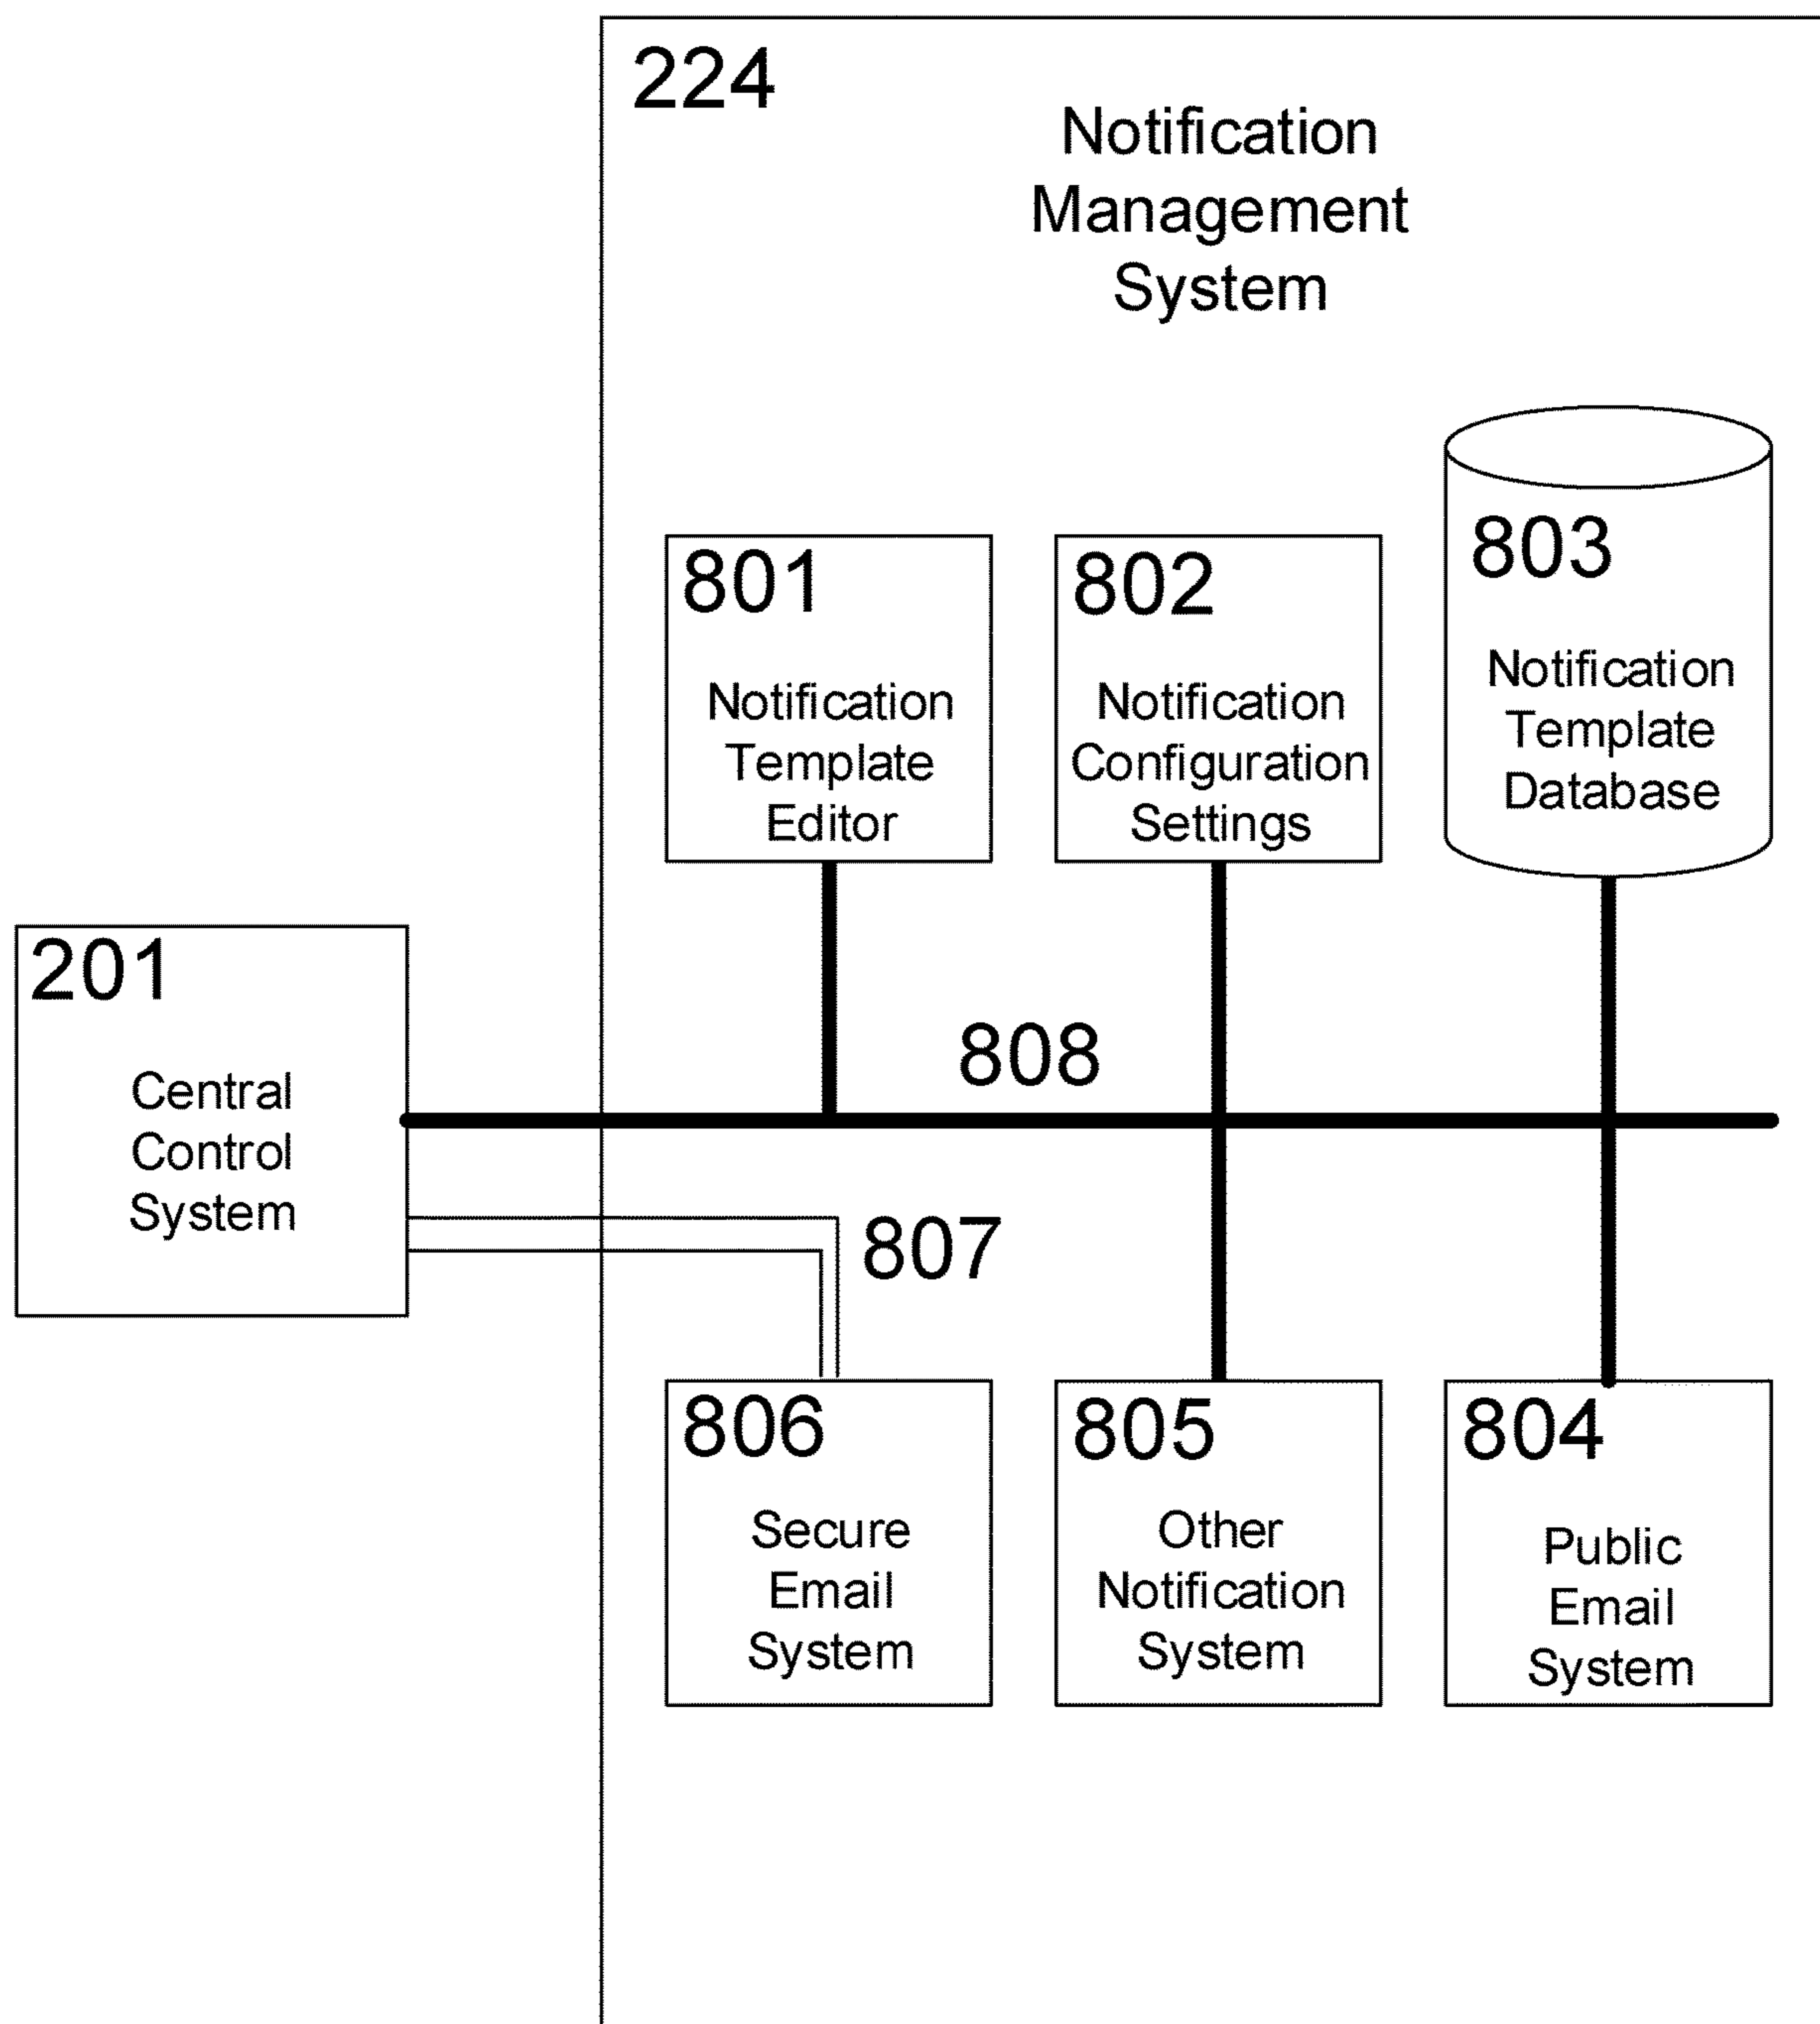 224
Notification
Management
System
801
Notification
Template
Editor
802
Notification
Configuration
Settings
803
Notification
Template
Database
201
Central
Control
System
808
807
806
Secure
Email
System
805
Other
Notification
System
804
Public
Email
System